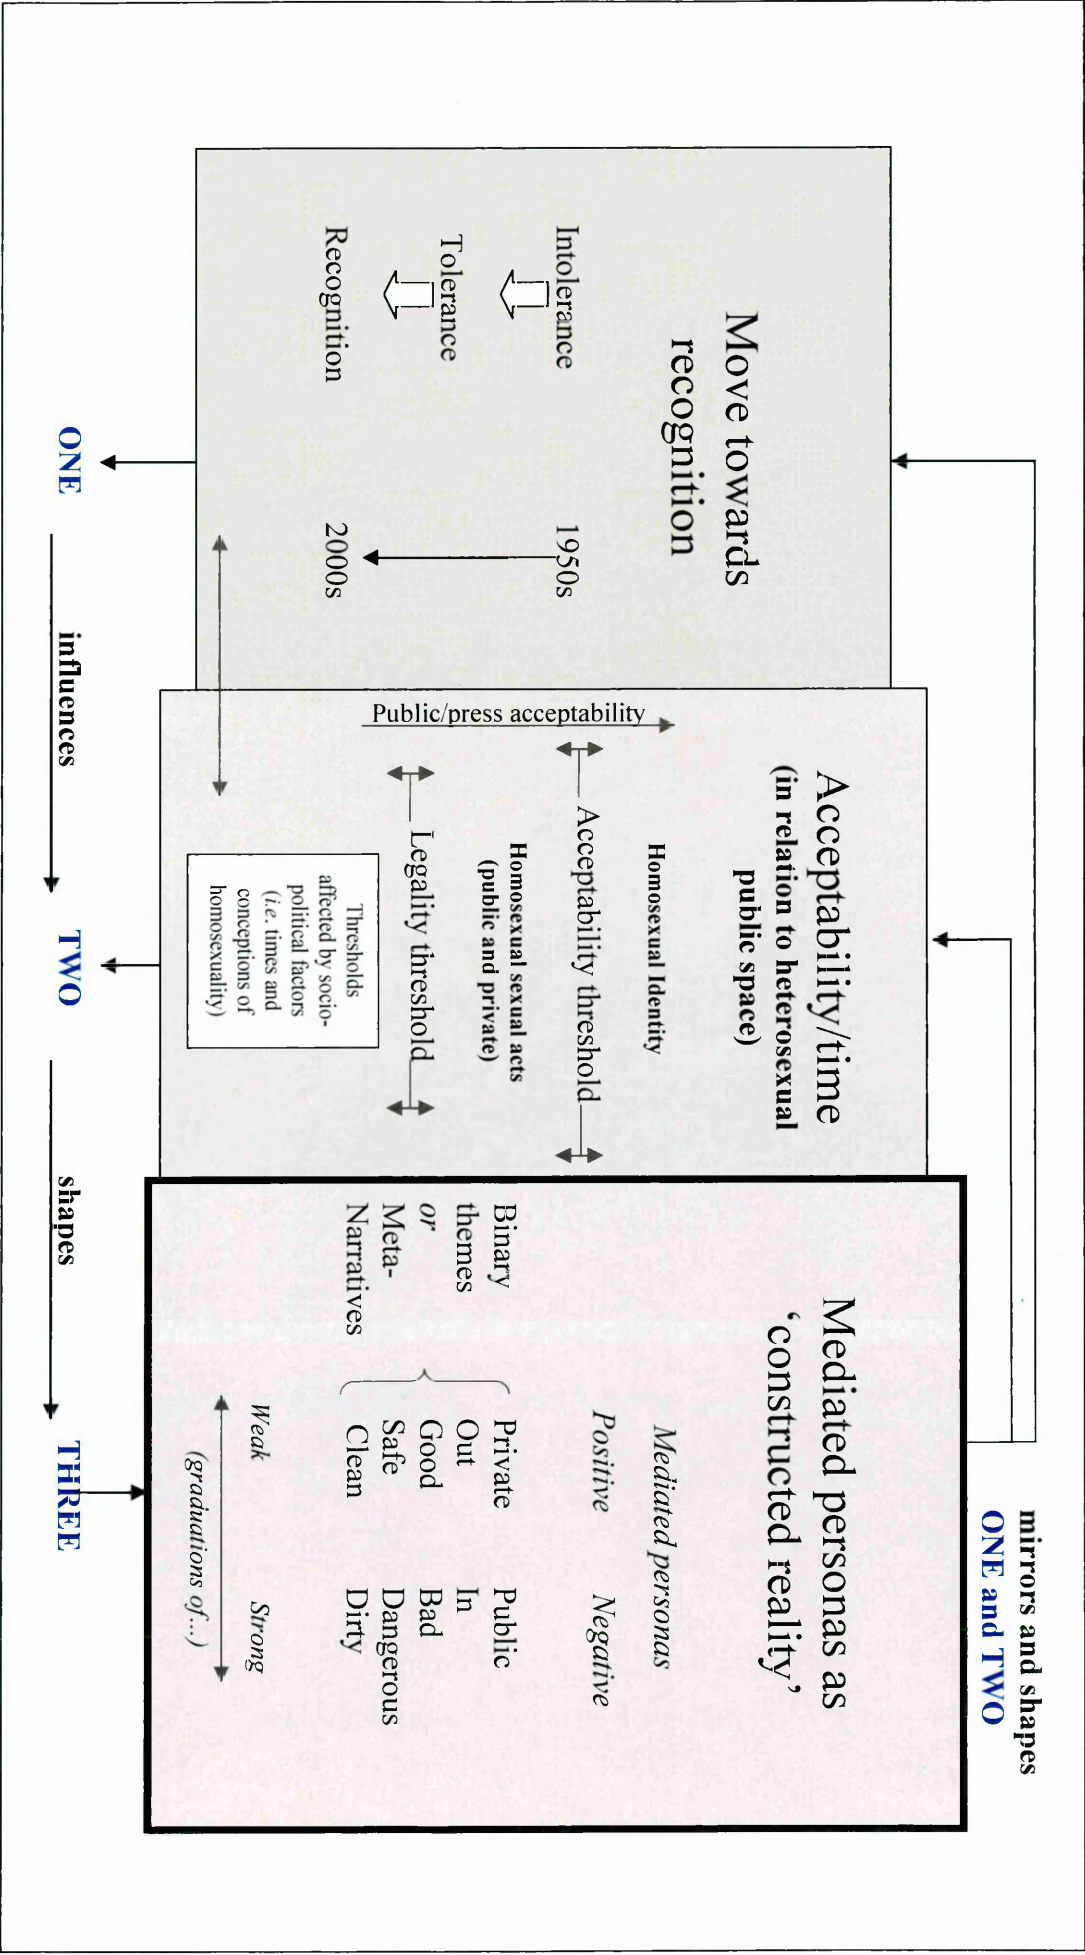 mirrors and shapes
ONE and TWO
Move towards
recognition
Intolerance
Tolerance
Recognition
1950s
2000s
Acceptability/time
(in relation to heterosexual
public space)
Public/press acceptability
Homosexual Identity
Acceptability threshold
Homosexual sexual acts
(public and private)
Legality threshold
Thresholds
affected by socio-
political factors
(i.e. times and
conceptions of
homosexuality)
Mediated personas as
‘constructed reality’
Mediated personas
Positive Negative
Binary
themes
or
Meta-
Narratives
Private Public
Out In
Good Bad
Safe Dangerous
Clean Dirty
Weak Strong
(graduations of...)
ONE influences TWO shapes THREE